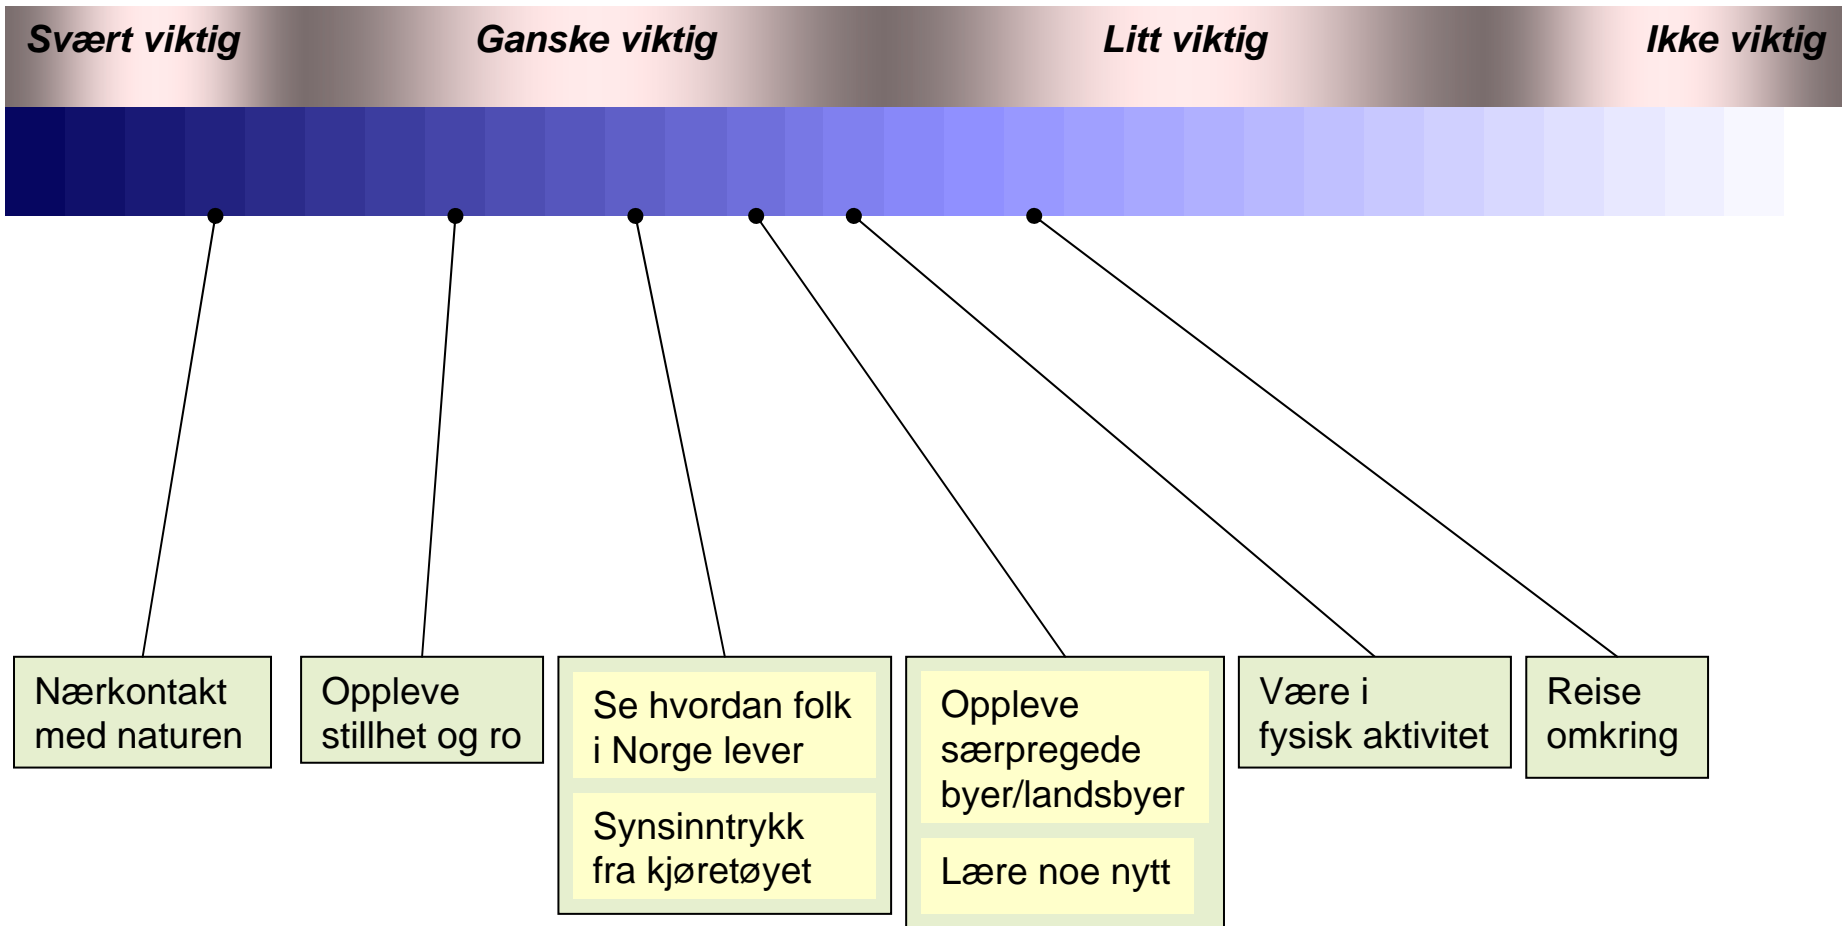 Svært viktig
Ganske viktig
Litt viktig
Ikke viktig
Nærkontakt
med naturen
Oppleve
stillhet og ro
Se hvordan folk
i Norge lever
Synsinntrykk
fra kjøretøyet
Oppleve
særpregede
byer/landsbyer
Lære noe nytt
Være i
fysisk aktivitet
Reise
omkring